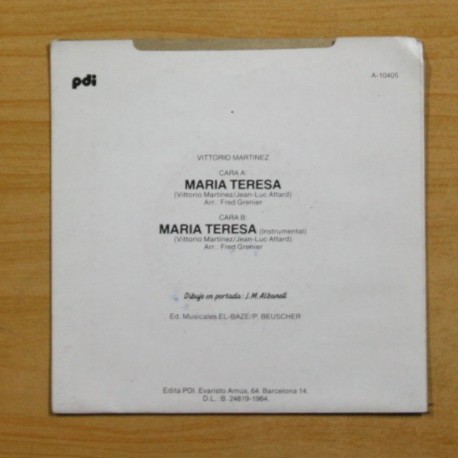 pdi
A-10405
VITTORIO MARTINEZ
CARA A:
MARIA TERESA
(Vittorio Martinez/Jean-Luc Attard)
Arr.: Fred Grenier
CARA B:
MARIA TERESA (Instrumental)
(Vittorio Martinez/Jean-Luc Attard)
Arr.: Fred Grenier
Dibujo en portada: J.M. Albanell
Ed. Musicales EL-BAZE/P. BEUSCHER
Edita PDI. Evaristo Arnús, 64. Barcelona 14.
D.L.: B. 24819-1984.